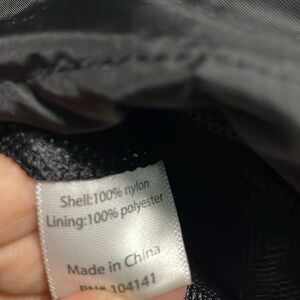 Shell:100% nylon
Lining:100% polyester
Made in China
RN# 104141